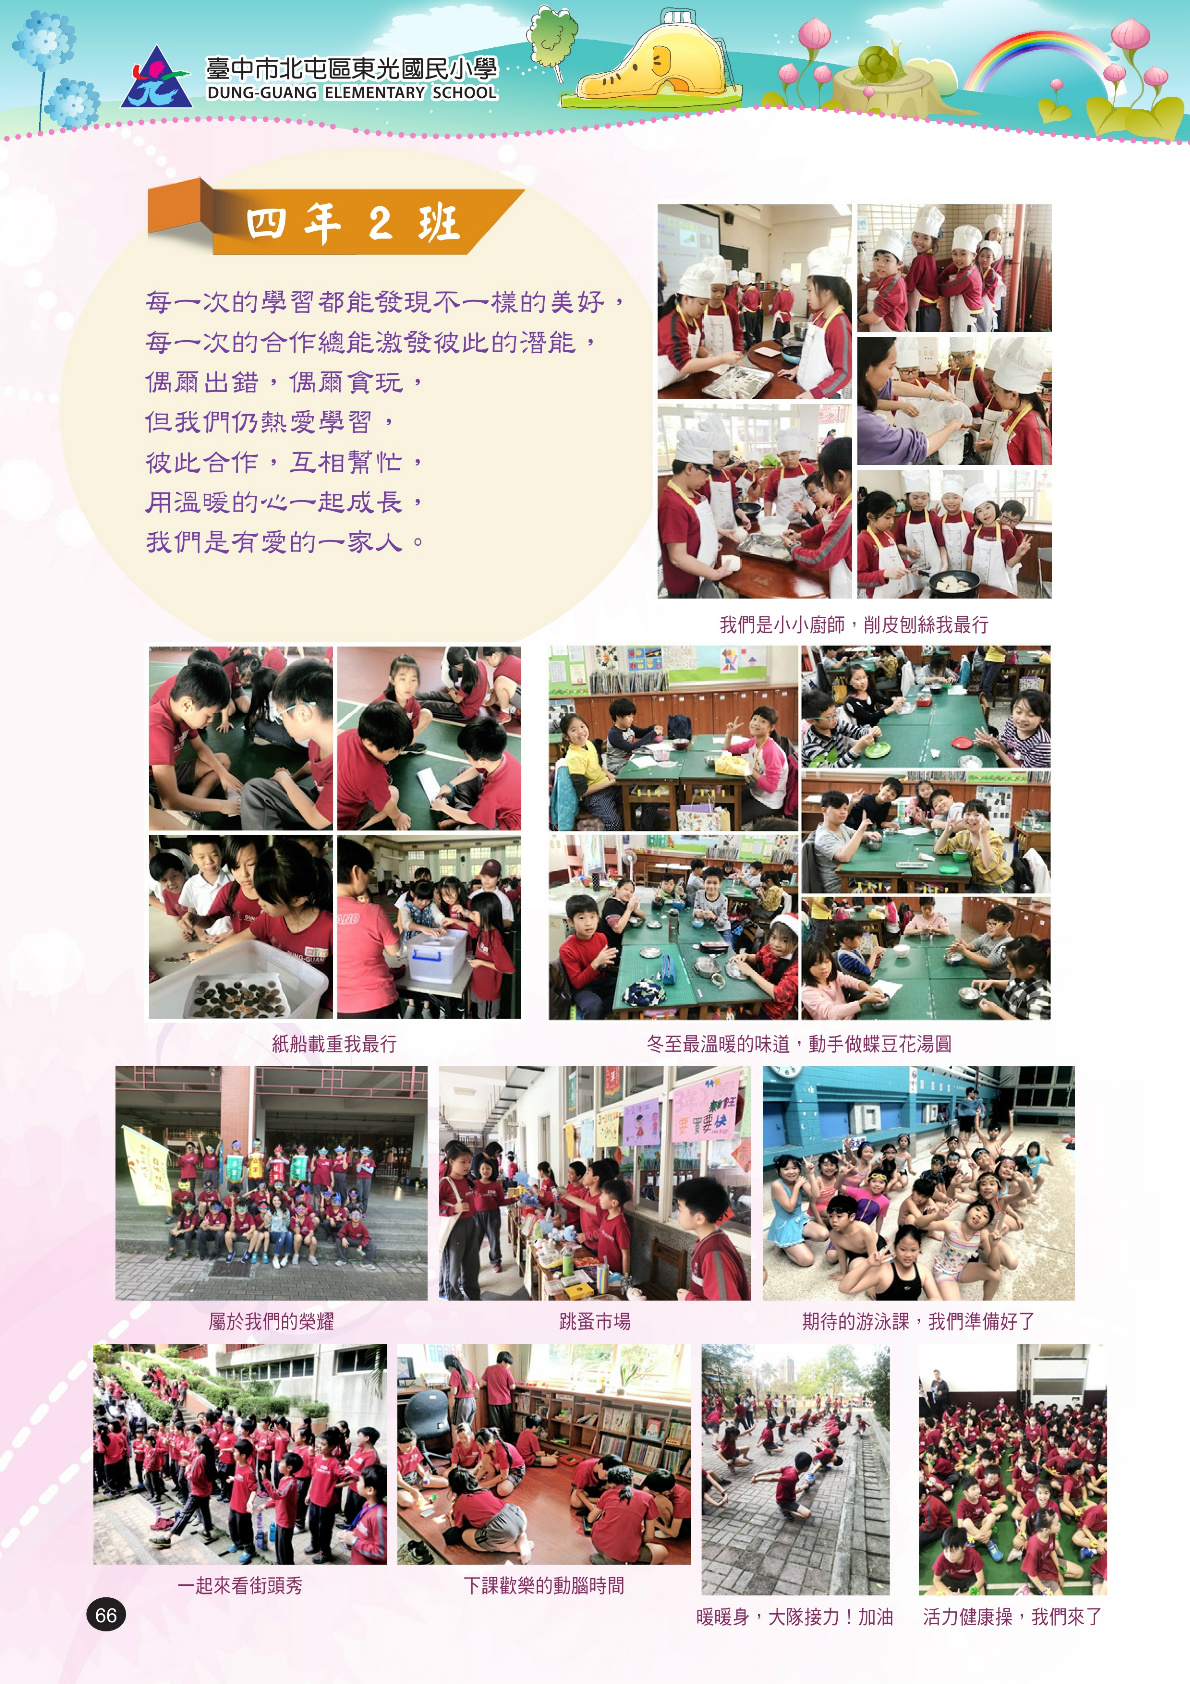 臺中市北屯區東光國民小學
DUNG-GUANG ELEMENTARY SCHOOL
四年2班
每一次的學習都能發現不一樣的美好，
每一次的合作總能激發彼此的潛能，
偶爾出錯，偶爾貪玩，
但我們仍熱愛學習，
彼此合作，互相幫忙，
用溫暖的心一起成長，
我們是有愛的一家人。
我們是小小廚師，削皮刨絲我最行
紙船載重我最行
冬至最溫暖的味道，動手做蝶豆花湯圓
屬於我們的榮耀
跳蚤市場
期待的游泳課，我們準備好了
一起來看街頭秀
下課歡樂的動腦時間
暖暖身，大隊接力！加油
活力健康操，我們來了
66